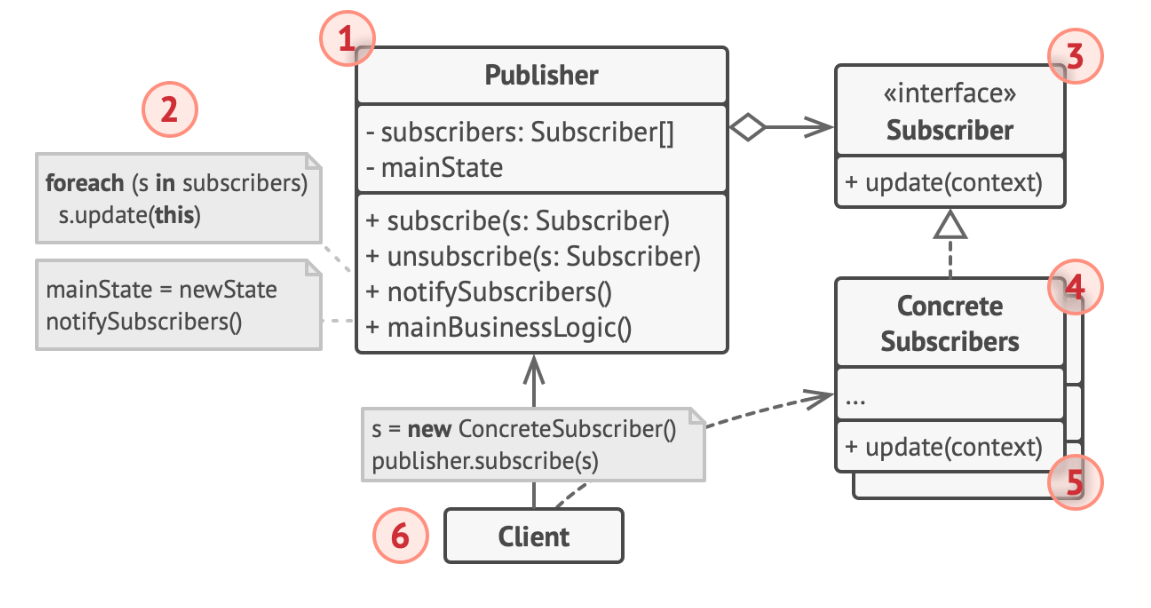 1
Publisher
- subscribers: Subscriber[]
- mainState
+ subscribe(s: Subscriber)
+ unsubscribe(s: Subscriber)
+ notifySubscribers()
+ mainBusinessLogic()
2
foreach (s in subscribers)
s.update(this)
mainState = newState
notifySubscribers()
3
«interface»
Subscriber
+ update(context)
4
Concrete
Subscribers
...
+ update(context)
5
s = new ConcreteSubscriber()
publisher.subscribe(s)
6
Client